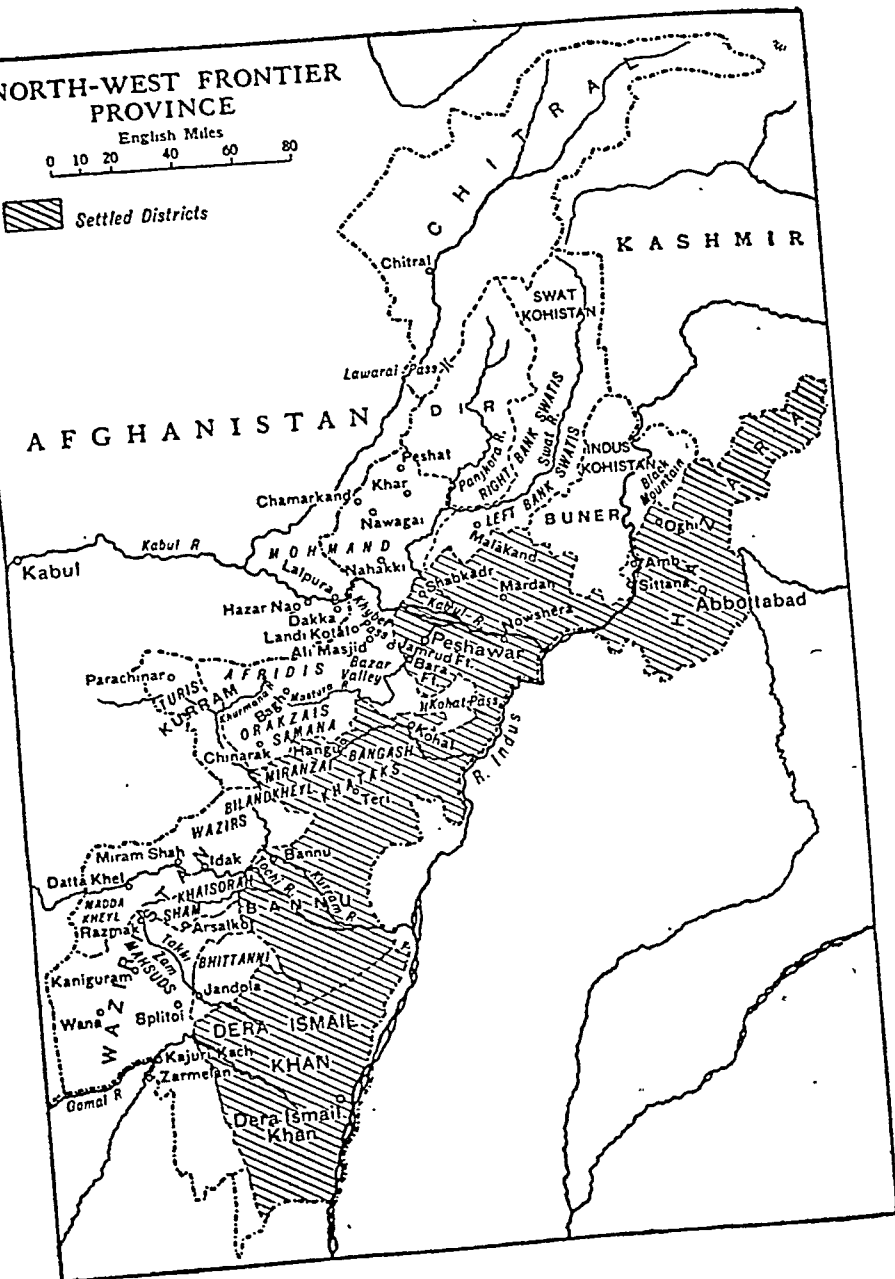 NORTH-WEST FRONTIER
PROVINCE
English Miles
0 10 20 40 60 80
Settled Districts
CHITRAL
KASHMIR
Chitral
SWAT
KOHISTAN
Lawarai Pass
AFGHANISTAN
DIR
Panjkora R.
RIGHT BANK SWATIS
Swat R.
LEFT BANK SWATIS
INDUS
KOHISTAN
Black
Mountain
HAZARA
Peshat
Khar
Chamarkand
Nawagai
BUNER
Oghi
Malakand
Kabul R
Kabul
MOHMAND
Nahakki
Lalpura
Shabkadr
Mardan
Amb
Sittana
Abbottabad
Hazar Nao
Dakka
Khyber
Pass
Kabul R.
Nowshera
Landi Kotal
Ali Masjid
Peshawar
Jamrud Ft.
Bara
Ft.
Parachinar
TURIS
KURRAM
AFRIDIS
Bazar
Valley
Khurmana R
Bagh
Mastura R
Kohat Pass
ORAKZAIS
SAMANA
Kohat
Chinarak
Hangu
BANGASH
MIRANZAI
R. Indus
BILANDKHEYL
KHATAKS
Teri
WAZIRS
Miram Shah
Idak
Bannu
Datta Khel
Tochi R.
Kurram R
MADDA
KHEYL
KHAISORAH
SHAM
BANNU
Razmak
Arsalkot
Takki
Zam
MAHSUDS
BHITTANNI
Kaniguram
Jandola
WAZIRISTAN
Wana
Splitoi
DERA ISMAIL
KHAN
Kajuri Kach
Zarmelan
Gomal R
Dera Ismail
Khan